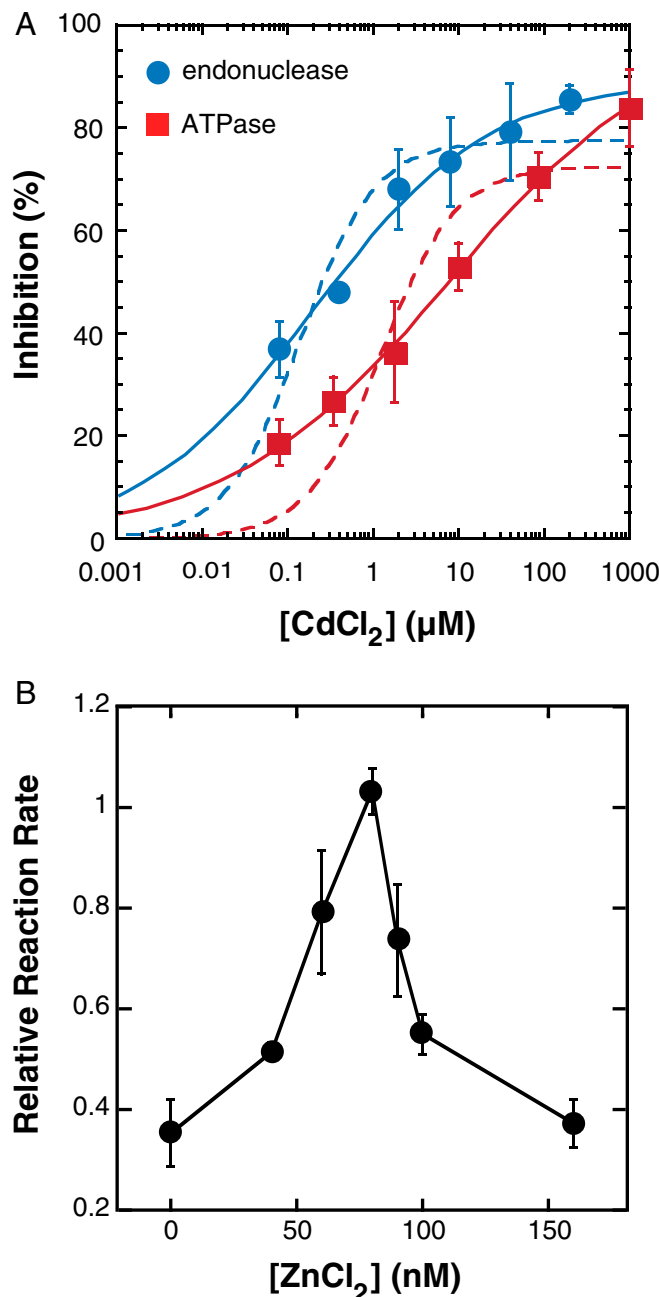 A
100
80
60
40
20
0
Inhibition (%)
endonuclease
ATPase
0.001 0.01 0.1 1 10 100 1000
[CdCl₂] (µM)
B
1.2
1
0.8
0.6
0.4
0.2
Relative Reaction Rate
0 50 100 150
[ZnCl₂] (nM)